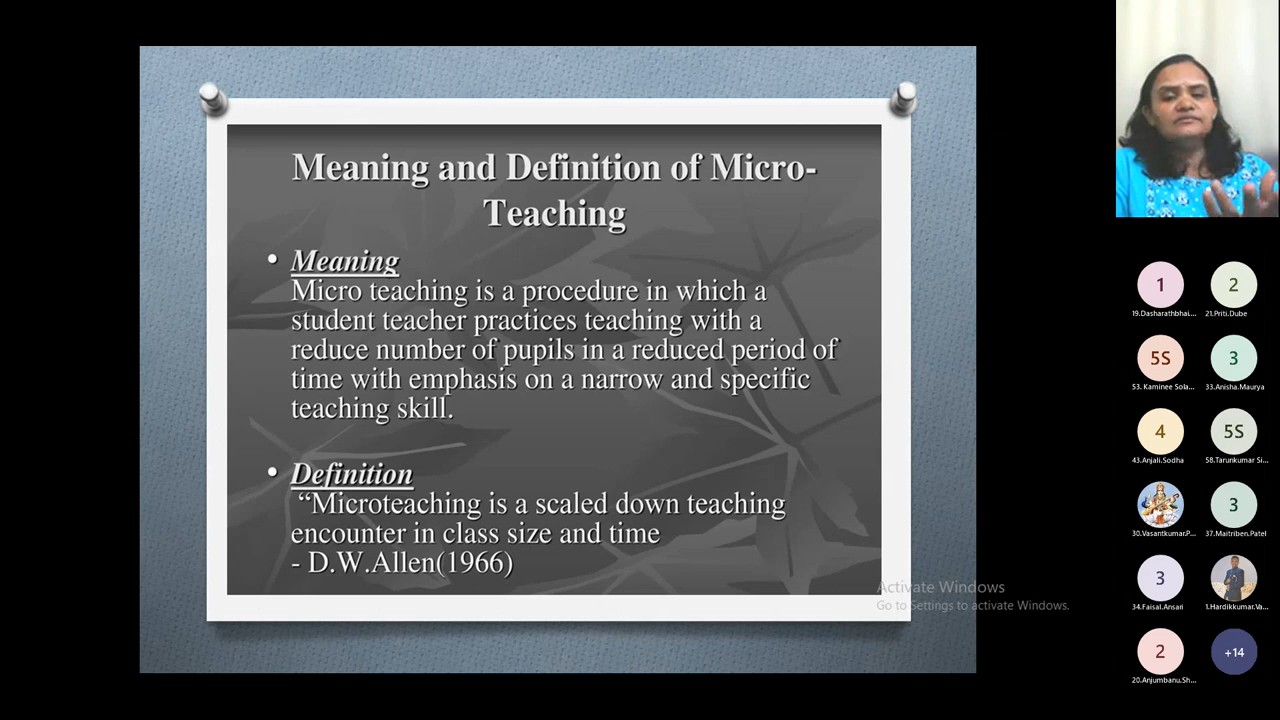 Meaning and Definition of Micro-
Teaching
• Meaning
Micro teaching is a procedure in which a
student teacher practices teaching with a
reduce number of pupils in a reduced period of
time with emphasis on a narrow and specific
teaching skill.
• Definition
“Microteaching is a scaled down teaching
encounter in class size and time
- D.W.Allen(1966)
Activate Windows
Go to Settings to activate Windows.
1
2
19.Dasharathbhai...
21.Priti.Dube
5S
3
53. Kaminee Sola...
33.Anisha.Maurya
4
5S
43.Anjali.Sodha
58.Tarunkumar Si...
3
30.Vasantkumar.P...
37.Maitriben.Patel
3
34.Faisal.Ansari
1.Hardikkumar.Va...
2
+14
20.Anjumbanu.Sh...